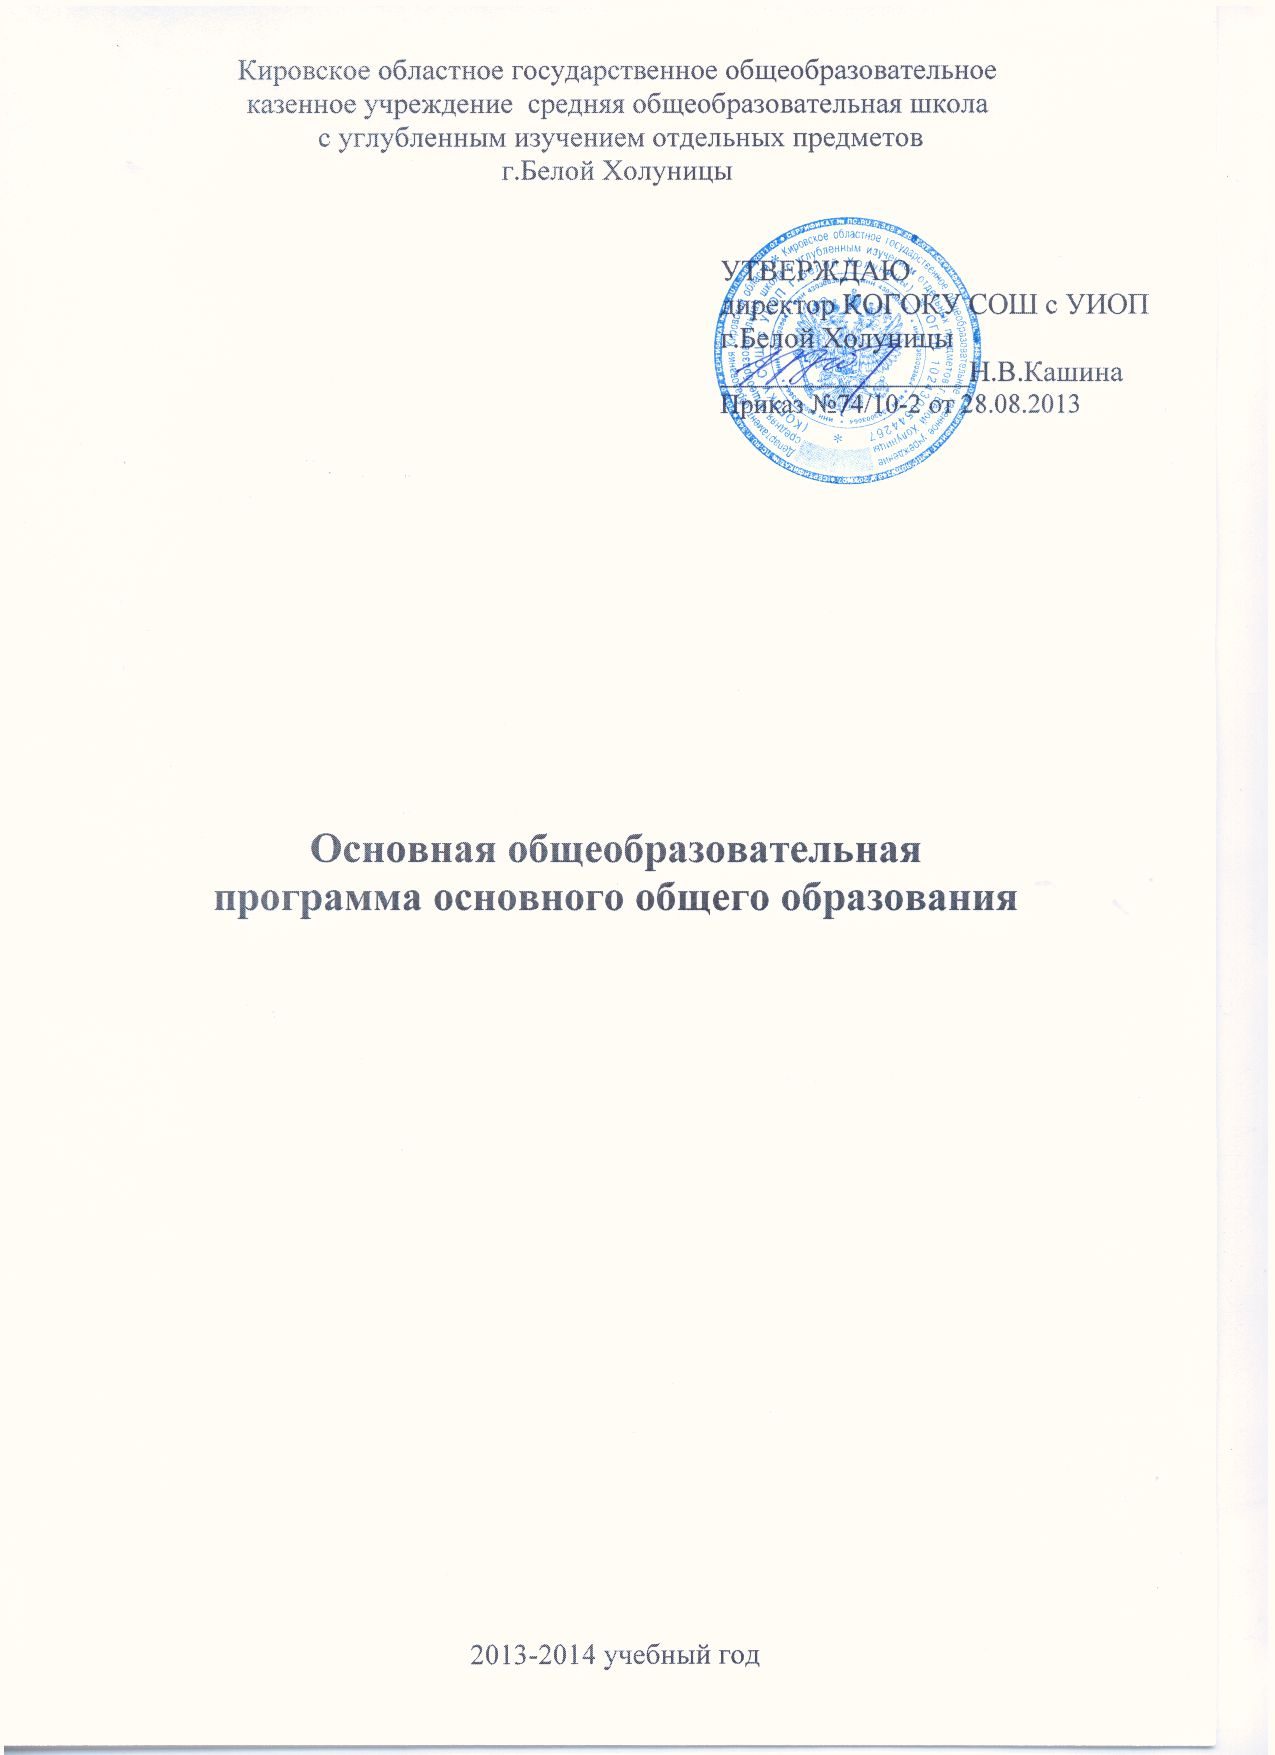 Кировское областное государственное общеобразовательное
казенное учреждение средняя общеобразовательная школа
с углубленным изучением отдельных предметов
г.Белой Холуницы
УТВЕРЖДАЮ
директор КОГОКУ СОШ с УИОП
г.Белой Холуницы
Н.В.Кашина
Приказ №74/10-2 от 28.08.2013
Основная общеобразовательная
программа основного общего образования
2013-2014 учебный год